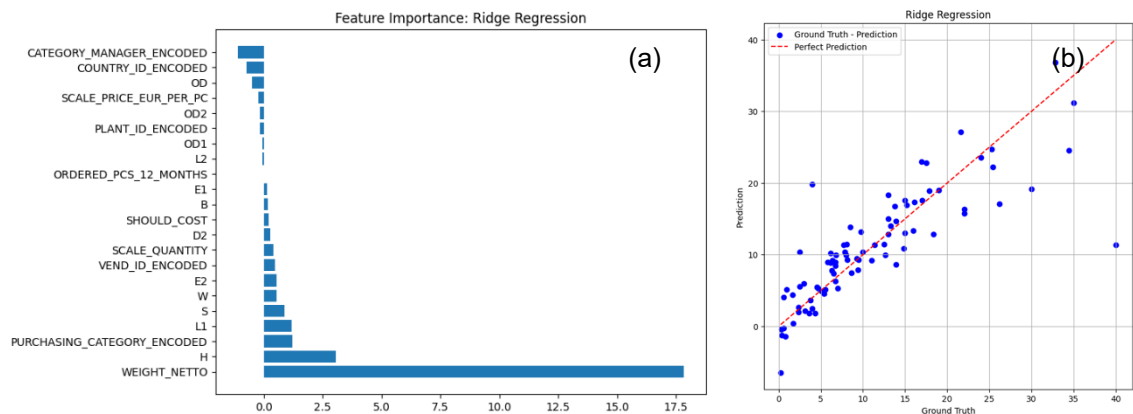 Feature Importance: Ridge Regression
(a)
CATEGORY_MANAGER_ENCODED
COUNTRY_ID_ENCODED
OD
SCALE_PRICE_EUR_PER_PC
OD2
PLANT_ID_ENCODED
OD1
L2
ORDERED_PCS_12_MONTHS
E1
B
SHOULD_COST
D2
SCALE_QUANTITY
VEND_ID_ENCODED
E2
W
S
L1
PURCHASING_CATEGORY_ENCODED
H
WEIGHT_NETTO
0.0 2.5 5.0 7.5 10.0 12.5 15.0 17.5
Ridge Regression
Ground Truth - Prediction
Perfect Prediction
(b)
Prediction
40
30
20
10
0
0 5 10 15 20 25 30 35 40
Ground Truth